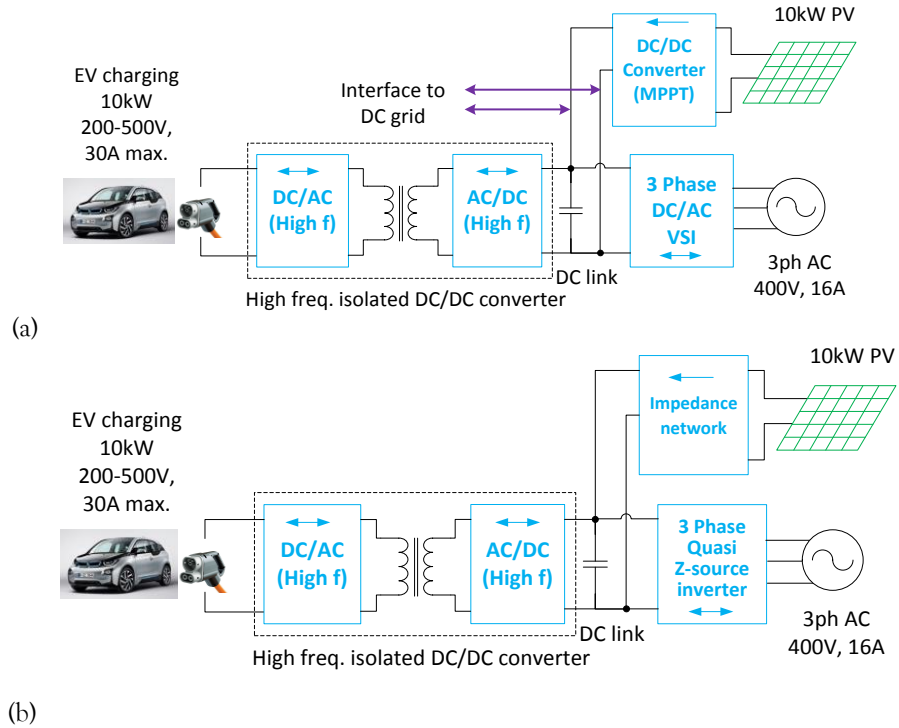 10kW PV
DC/DC
Converter
(MPPT)
EV charging
10kW
200-500V,
30A max.
Interface to
DC grid
DC/AC
(High f)
AC/DC
(High f)
3 Phase
DC/AC
VSI
DC link
3ph AC
400V, 16A
High freq. isolated DC/DC converter
(a)
10kW PV
Impedance
network
EV charging
10kW
200-500V,
30A max.
DC/AC
(High f)
AC/DC
(High f)
3 Phase
Quasi
Z-source
inverter
DC link
3ph AC
400V, 16A
High freq. isolated DC/DC converter
(b)